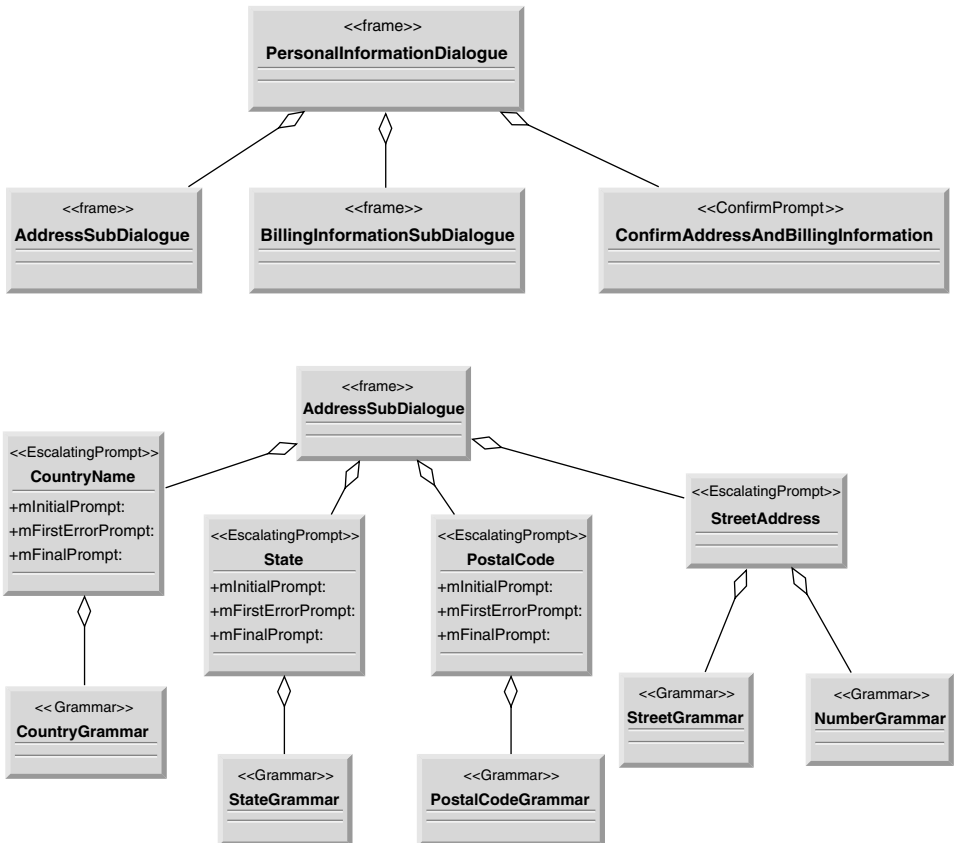 <<frame>>
PersonalInformationDialogue
<<frame>>
AddressSubDialogue
<<frame>>
BillingInformationSubDialogue
<<ConfirmPrompt>>
ConfirmAddressAndBillingInformation
<<frame>>
AddressSubDialogue
<<EscalatingPrompt>>
CountryName
+mInitialPrompt:
+mFirstErrorPrompt:
+mFinalPrompt:
<<EscalatingPrompt>>
State
+mInitialPrompt:
+mFirstErrorPrompt:
+mFinalPrompt:
<<EscalatingPrompt>>
PostalCode
+mInitialPrompt:
+mFirstErrorPrompt:
+mFinalPrompt:
<<EscalatingPrompt>>
StreetAddress
<< Grammar>>
CountryGrammar
<<Grammar>>
StateGrammar
<<Grammar>>
PostalCodeGrammar
<<Grammar>>
StreetGrammar
<<Grammar>>
NumberGrammar